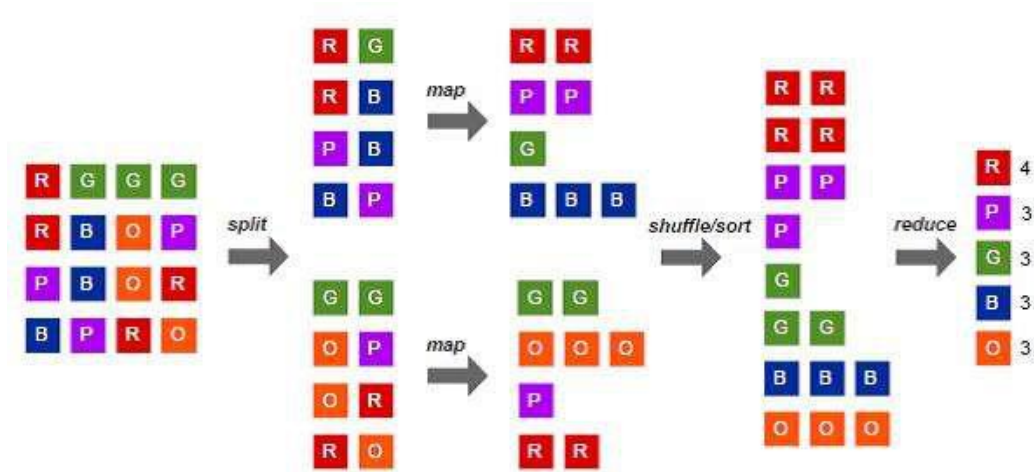 R G G G
R B O P
P B O R
B P R O
split
R G
R B
P B
B P
G G
O P
O R
R O
map
map
R R
P P
G
B B B
G G
O O O
P
R R
shuffle/sort
R R
R R
P P
P
G
G G
B B B
O O O
reduce
R 4
P 3
G 3
B 3
O 3